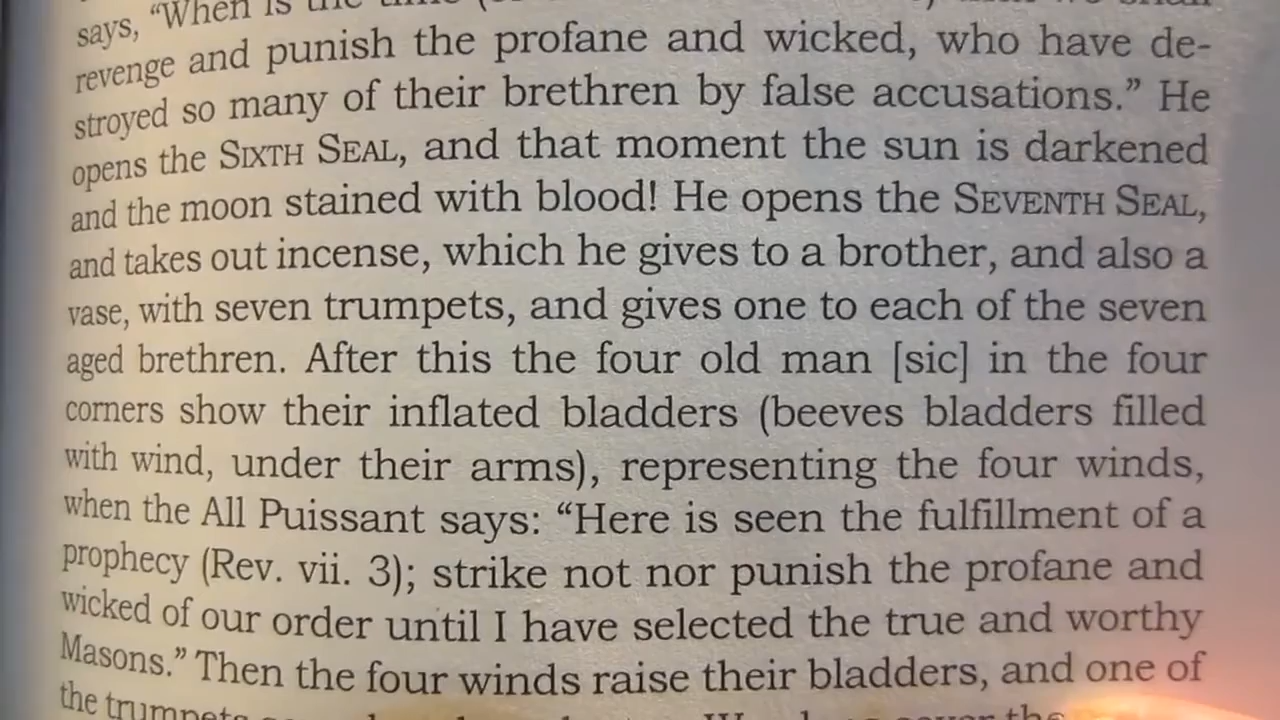 says, “When is the time
revenge and punish the profane and wicked, who have de-
stroyed so many of their brethren by false accusations.” He
opens the SIXTH SEAL, and that moment the sun is darkened
and the moon stained with blood! He opens the SEVENTH SEAL,
and takes out incense, which he gives to a brother, and also a
vase, with seven trumpets, and gives one to each of the seven
aged brethren. After this the four old man [sic] in the four
corners show their inflated bladders (beeves bladders filled
with wind, under their arms), representing the four winds,
when the All Puissant says: “Here is seen the fulfillment of a
prophecy (Rev. vii. 3); strike not nor punish the profane and
wicked of our order until I have selected the true and worthy
Masons.” Then the four winds raise their bladders, and one of
the trumpets